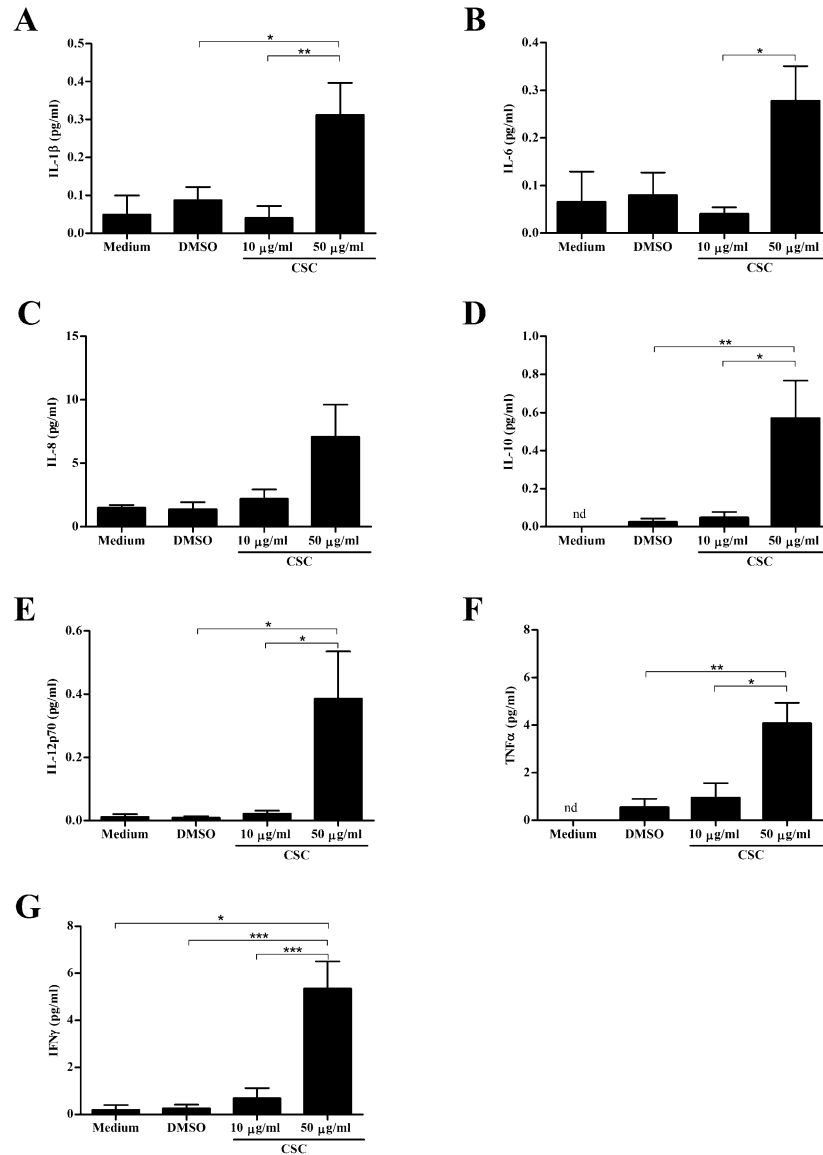 A
IL-1β (pg/ml)
0.5
0.4
0.3
0.2
0.1
0.0
*
**
Medium DMSO 10 μg/ml 50 μg/ml
CSC
B
IL-6 (pg/ml)
0.4
0.3
0.2
0.1
0.0
*
Medium DMSO 10 μg/ml 50 μg/ml
CSC
C
IL-8 (pg/ml)
15
10
5
0
Medium DMSO 10 μg/ml 50 μg/ml
CSC
D
IL-10 (pg/ml)
1.0
0.8
0.6
0.4
0.2
0.0
**
*
nd
Medium DMSO 10 μg/ml 50 μg/ml
CSC
E
IL-12p70 (pg/ml)
0.6
0.4
0.2
0.0
*
*
Medium DMSO 10 μg/ml 50 μg/ml
CSC
F
TNFα (pg/ml)
8
6
4
2
0
**
*
nd
Medium DMSO 10 μg/ml 50 μg/ml
CSC
G
IFNγ (pg/ml)
8
6
4
2
0
*
***
***
Medium DMSO 10 μg/ml 50 μg/ml
CSC